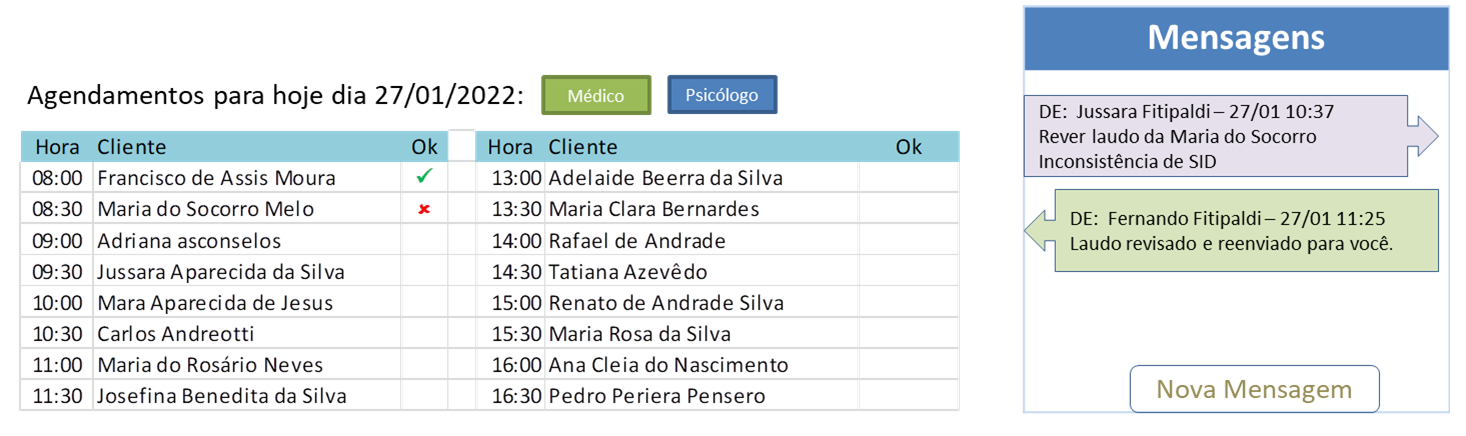 Agendamentos para hoje dia 27/01/2022: Médico Psicólogo
Hora Cliente Ok Hora Cliente Ok
08:00 Francisco de Assis Moura 13:00 Adelaide Beerra da Silva
08:30 Maria do Socorro Melo 13:30 Maria Clara Bernardes
09:00 Adriana asconselos 14:00 Rafael de Andrade
09:30 Jussara Aparecida da Silva 14:30 Tatiana Azevêdo
10:00 Mara Aparecida de Jesus 15:00 Renato de Andrade Silva
10:30 Carlos Andreotti 15:30 Maria Rosa da Silva
11:00 Maria do Rosário Neves 16:00 Ana Cleia do Nascimento
11:30 Josefina Benedita da Silva 16:30 Pedro Periera Pensero
Mensagens
DE: Jussara Fitipaldi – 27/01 10:37
Rever laudo da Maria do Socorro
Inconsistência de SID
DE: Fernando Fitipaldi – 27/01 11:25
Laudo revisado e reenviado para você.
Nova Mensagem